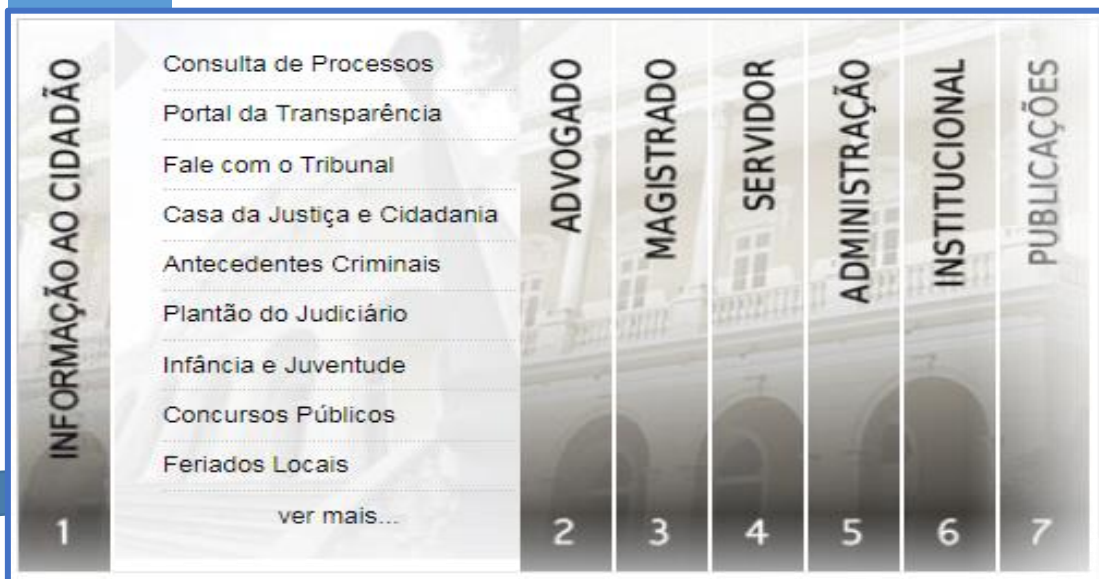 INFORMAÇÃO AO CIDADÃO
1
Consulta de Processos
Portal da Transparência
Fale com o Tribunal
Casa da Justiça e Cidadania
Antecedentes Criminais
Plantão do Judiciário
Infância e Juventude
Concursos Públicos
Feriados Locais
ver mais...
ADVOGADO
2
MAGISTRADO
3
SERVIDOR
4
ADMINISTRAÇÃO
5
INSTITUCIONAL
6
PUBLICAÇÕES
7